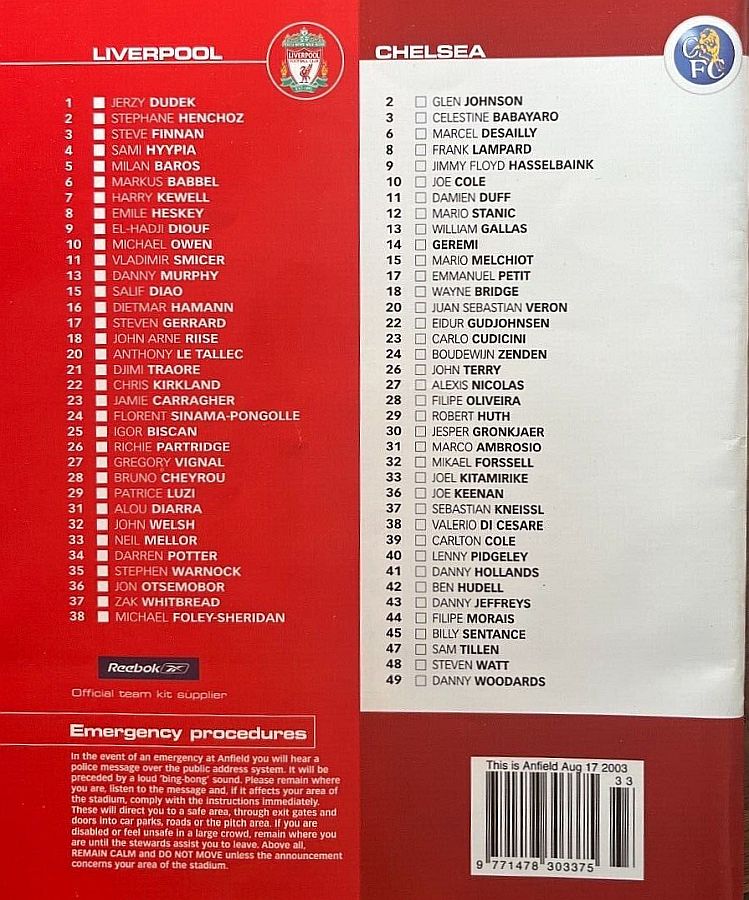 LIVERPOOL
LIVERPOOL
FOOTBALL CLUB
1 JERZY DUDEK
2 STEPHANE HENCHOZ
3 STEVE FINNAN
4 SAMI HYYPIA
5 MILAN BAROS
6 MARKUS BABBEL
7 HARRY KEWELL
8 EMILE HESKEY
9 EL-HADJI DIOUF
10 MICHAEL OWEN
11 VLADIMIR SMICER
13 DANNY MURPHY
15 SALIF DIAO
16 DIETMAR HAMANN
17 STEVEN GERRARD
18 JOHN ARNE RIISE
20 ANTHONY LE TALLEC
21 DJIMI TRAORE
22 CHRIS KIRKLAND
23 JAMIE CARRAGHER
24 FLORENT SINAMA-PONGOLLE
25 IGOR BISCAN
26 RICHIE PARTRIDGE
27 GREGORY VIGNAL
28 BRUNO CHEYROU
29 PATRICE LUZI
31 ALOU DIARRA
32 JOHN WELSH
33 NEIL MELLOR
34 DARREN POTTER
35 STEPHEN WARNOCK
36 JON OTSEMOBOR
37 ZAK WHITBREAD
38 MICHAEL FOLEY-SHERIDAN
Reebok
Official team kit supplier
Emergency procedures
In the event of an emergency at Anfield you will hear a
police message over the public address system. It will be
preceded by a loud 'bing-bong' sound. Please remain where
you are, listen to the message and, if it affects your area of
the stadium, comply with the instructions immediately.
These will direct you to a safe area, through exit gates and
doors into car parks, roads or the pitch area. If you are
disabled or feel unsafe in a large crowd, remain where you
are until the stewards assist you to leave. Above all,
REMAIN CALM and DO NOT MOVE unless the announcement
concerns your area of the stadium.
CHELSEA
CFC
2 GLEN JOHNSON
3 CELESTINE BABAYARO
6 MARCEL DESAILLY
8 FRANK LAMPARD
9 JIMMY FLOYD HASSELBAINK
10 JOE COLE
11 DAMIEN DUFF
12 MARIO STANIC
13 WILLIAM GALLAS
14 GEREMI
15 MARIO MELCHIOT
17 EMMANUEL PETIT
18 WAYNE BRIDGE
20 JUAN SEBASTIAN VERON
22 EIDUR GUDJOHNSEN
23 CARLO CUDICINI
24 BOUDEWIJN ZENDEN
26 JOHN TERRY
27 ALEXIS NICOLAS
28 FILIPE OLIVEIRA
29 ROBERT HUTH
30 JESPER GRONKJAER
31 MARCO AMBROSIO
32 MIKAEL FORSSELL
33 JOEL KITAMIRIKE
36 JOE KEENAN
37 SEBASTIAN KNEISSL
38 VALERIO DI CESARE
39 CARLTON COLE
40 LENNY PIDGELEY
41 DANNY HOLLANDS
42 BEN HUDELL
43 DANNY JEFFREYS
44 FILIPE MORAIS
45 BILLY SENTANCE
47 SAM TILLEN
48 STEVEN WATT
49 DANNY WOODARDS
This is Anfield Aug 17 2003
3 3
9 771478 303375